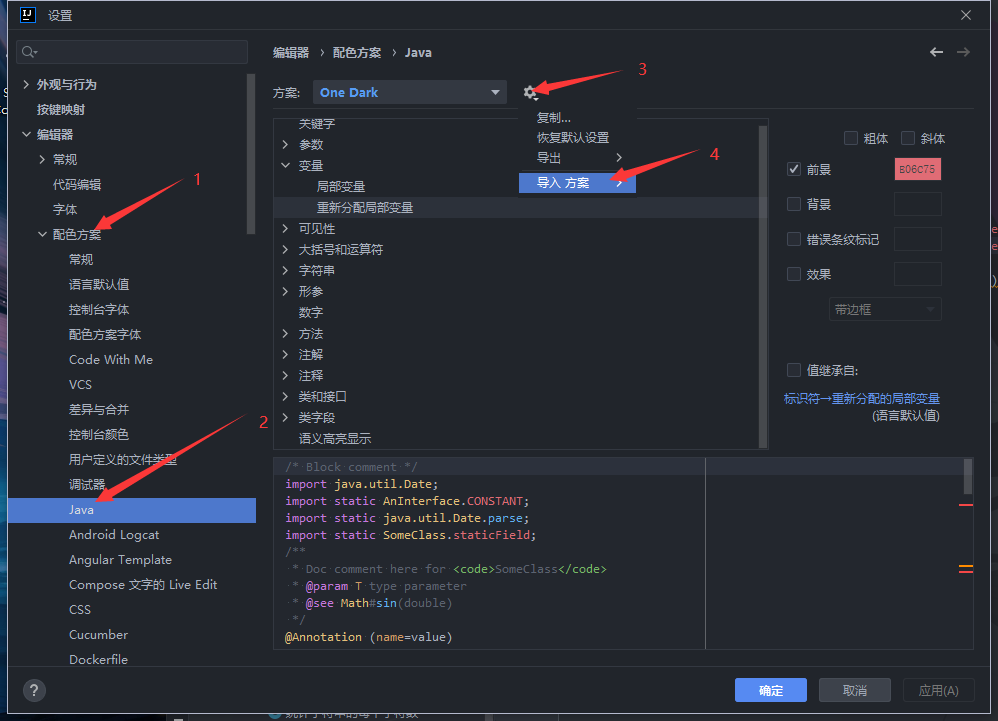 设置
编辑器 › 配色方案 › Java
外观与行为
按键映射
编辑器
常规
代码编辑
字体
配色方案
常规
语言默认值
控制台字体
配色方案字体
Code With Me
VCS
差异与合并
控制台颜色
用户定义的文件类型
调试器
Java
Android Logcat
Angular Template
Compose 文字的 Live Edit
CSS
Cucumber
Dockerfile
1
2
方案: One Dark
3
复制...
恢复默认设置
导出
导入 方案
4
关键字
参数
变量
局部变量
重新分配局部变量
可见性
大括号和运算符
字符串
形参
数字
方法
注解
注释
类和接口
类字段
语义高亮显示
粗体 斜体
前景 E06C75
背景
错误条纹标记
效果
带边框
值继承自:
标识符→重新分配的局部变量
(语言默认值)
/* Block comment */
import java.util.Date;
import static AnInterface.CONSTANT;
import static java.util.Date.parse;
import static SomeClass.staticField;
/**
* Doc comment here for <code>SomeClass</code>
* @param T type parameter
* @see Math#sin(double)
*/
@Annotation (name=value)
?
确定 取消 应用(A)